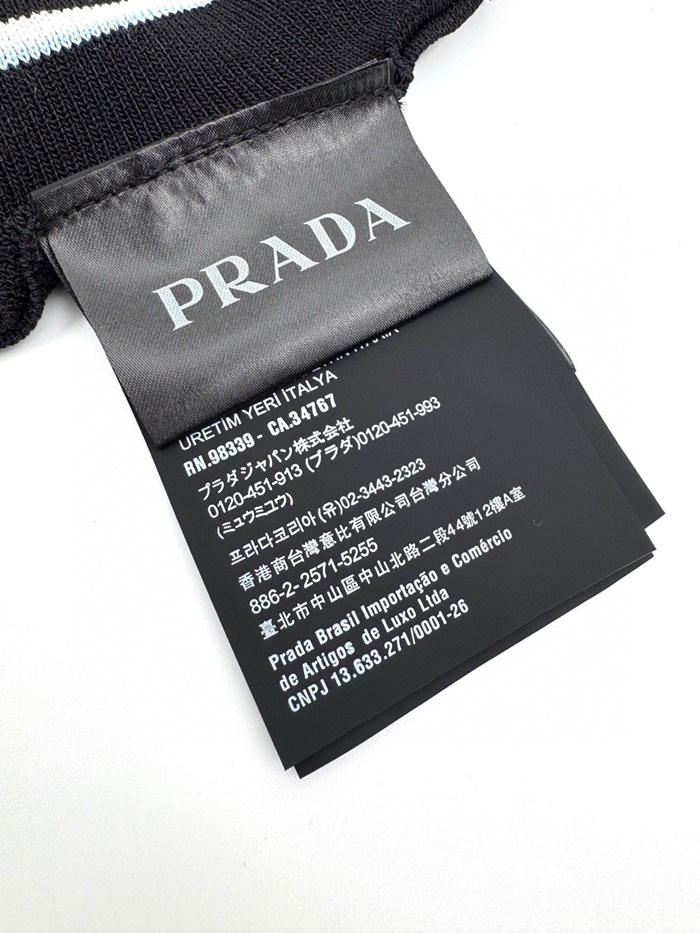 PRADA
ÜRETİM YERİ İTALYA
RN.98339 - CA.34767
プラダジャパン株式会社
0120-451-913 (プラダ)0120-451-993
(ミュウミュウ)
프라다코리아 (유)02-3443-2323
香港商台灣意比有限公司台灣分公司
886-2- 2571-5255
臺北市中山區中山北路二段44號12樓A室
Prada Brasil Importação e Comércio
de Artigos de Luxo Ltda
CNPJ 13.633.271/0001-26